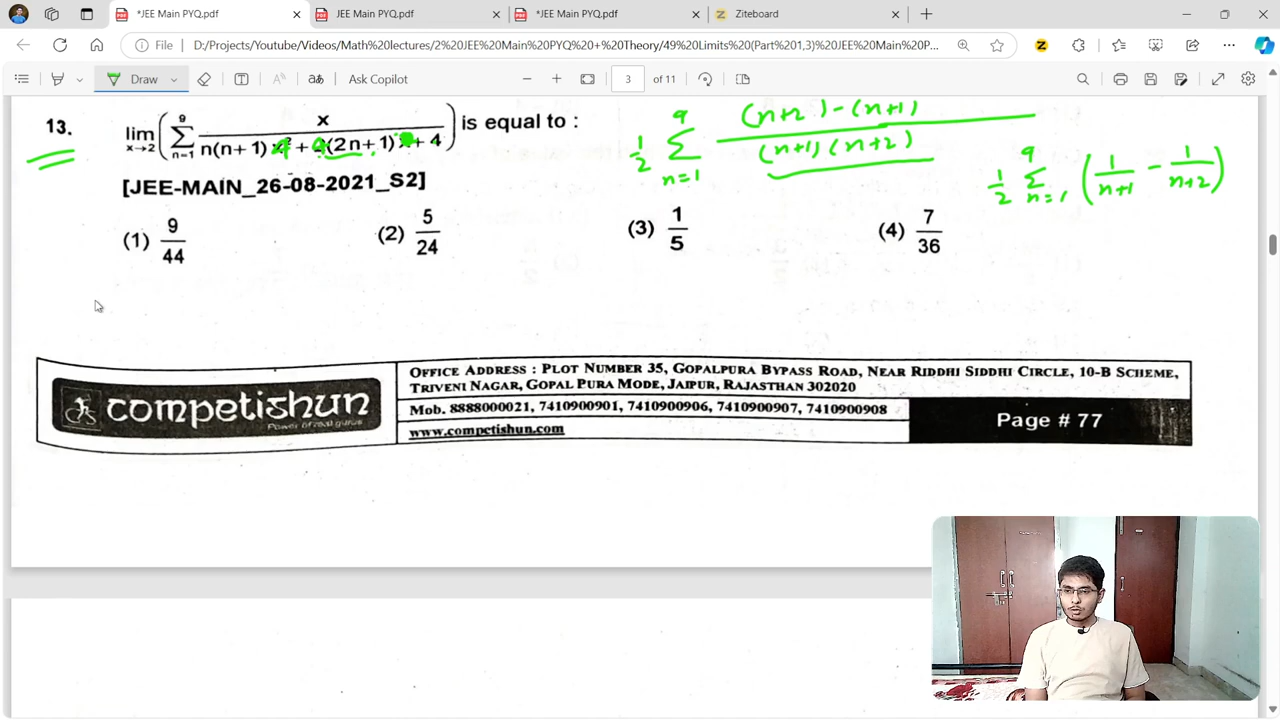 *JEE Main PYQ.pdf
JEE Main PYQ.pdf
*JEE Main PYQ.pdf
Ziteboard
File
D:/Projects/Youtube/Videos/Math%20lectures/2%20JEE%20Main%20PYQ%20+%20Theory/49%20Limits%20(Part%201,3)%20JEE%20Main%20P...
Draw
Ask Copilot
3 of 11
13. lim x→2 ( 9 ∑ n=1 x / n(n+1) 4 + 4(2n+1) + 4 ) is equal to :
[JEE-MAIN_26-08-2021_S2]
1/2 9 ∑ n=1 (n+2) - (n+1) / (n+1)(n+2)
1/2 9 ∑ n=1 (1/n+1 - 1/n+2)
(1) 9/44
(2) 5/24
(3) 1/5
(4) 7/36
competishun
OFFICE ADDRESS : PLOT NUMBER 35, GOPALPURA BYPASS ROAD, NEAR RIDDHI SIDDHI CIRCLE, 10-B SCHEME,
TRIVENI NAGAR, GOPAL PURA MODE, JAIPUR, RAJASTHAN 302020
Mob. 8888000021, 7410900901, 7410900906, 7410900907, 7410900908
www.competishun.com
Page # 77